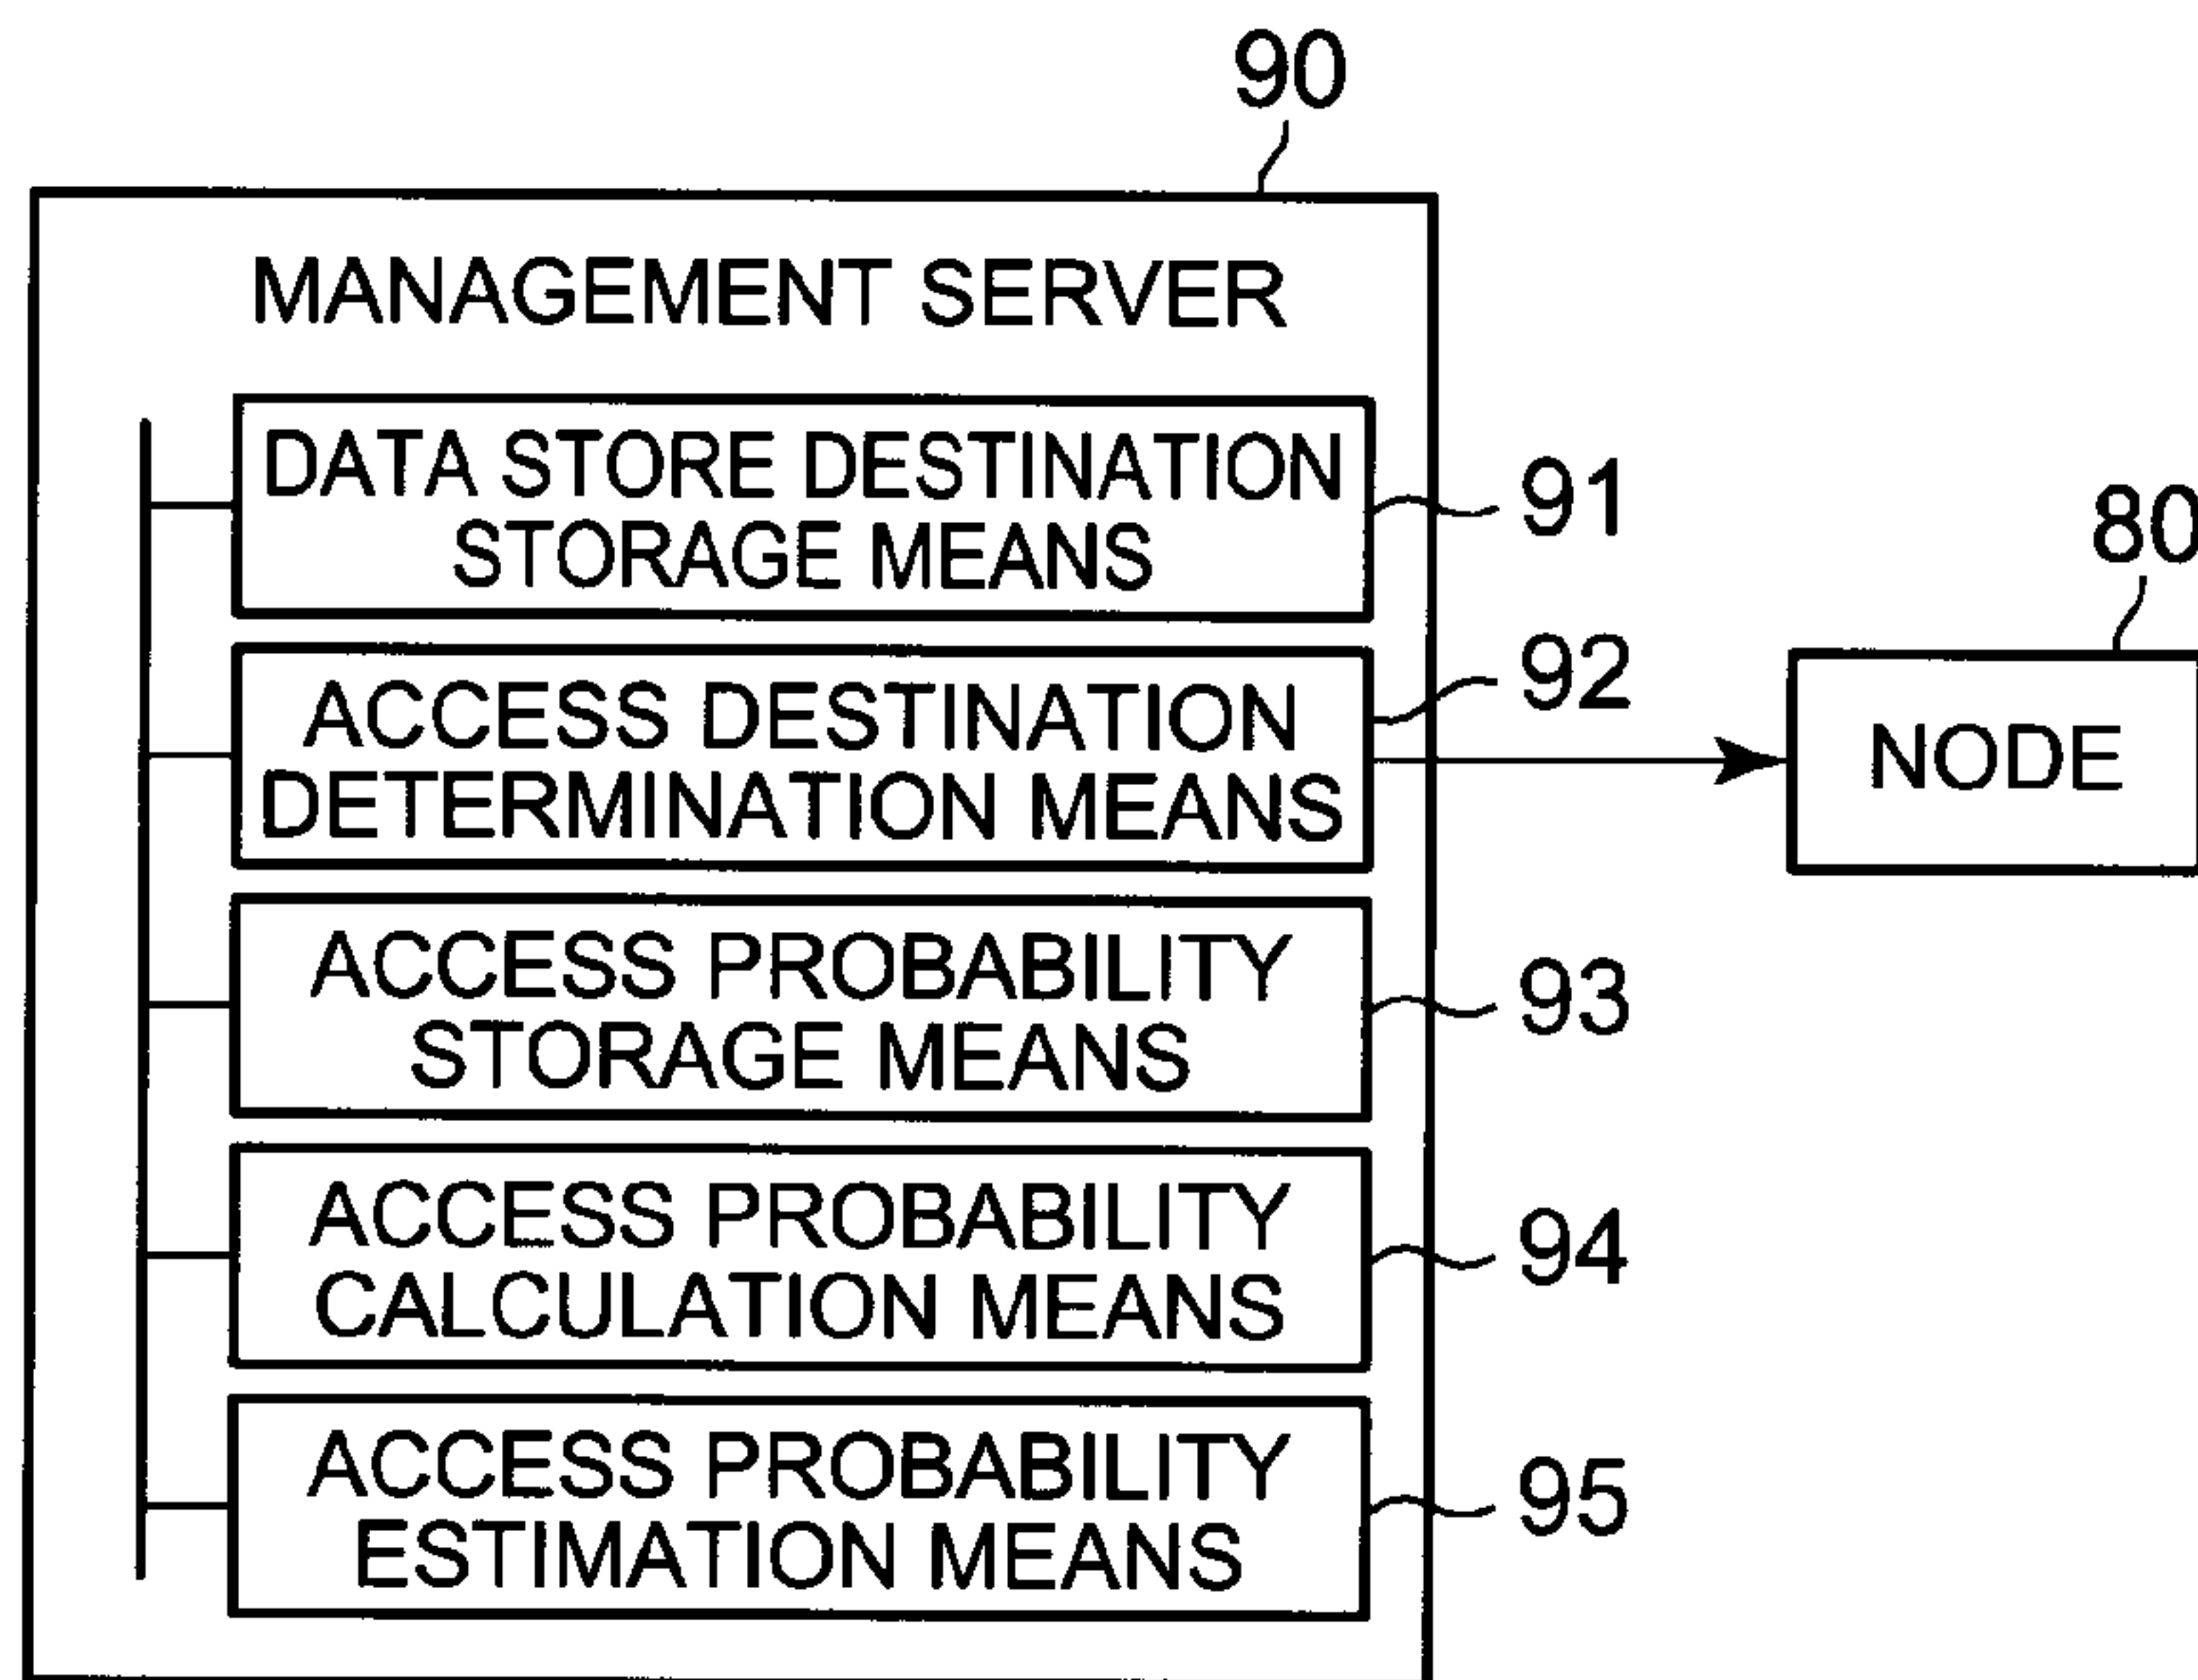 90
MANAGEMENT SERVER
DATA STORE DESTINATION
STORAGE MEANS
91
80
ACCESS DESTINATION
DETERMINATION MEANS
92
NODE
ACCESS PROBABILITY
STORAGE MEANS
93
ACCESS PROBABILITY
CALCULATION MEANS
94
ACCESS PROBABILITY
ESTIMATION MEANS
95